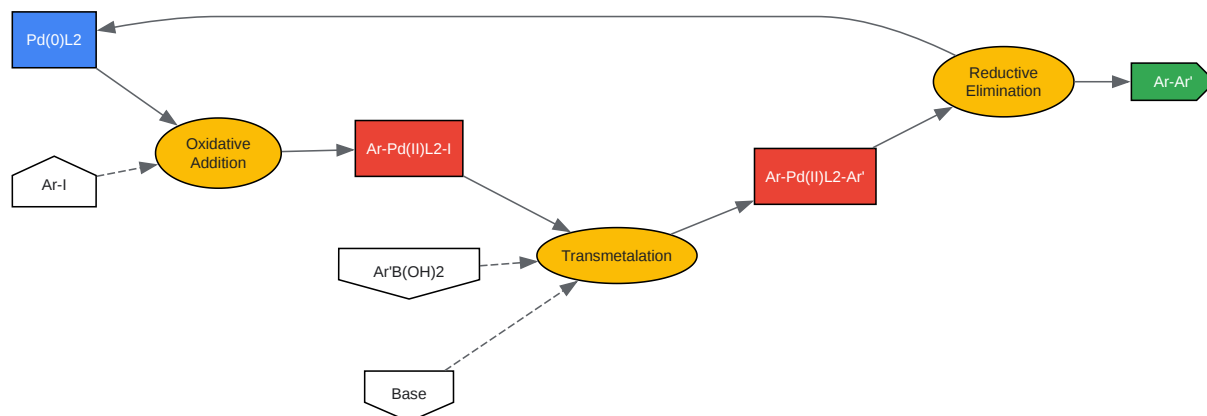 Pd(0)L2
Ar-I
Oxidative
Addition
Ar-Pd(II)L2-I
Ar'B(OH)2
Base
Transmetalation
Ar-Pd(II)L2-Ar'
Reductive
Elimination
Ar-Ar'